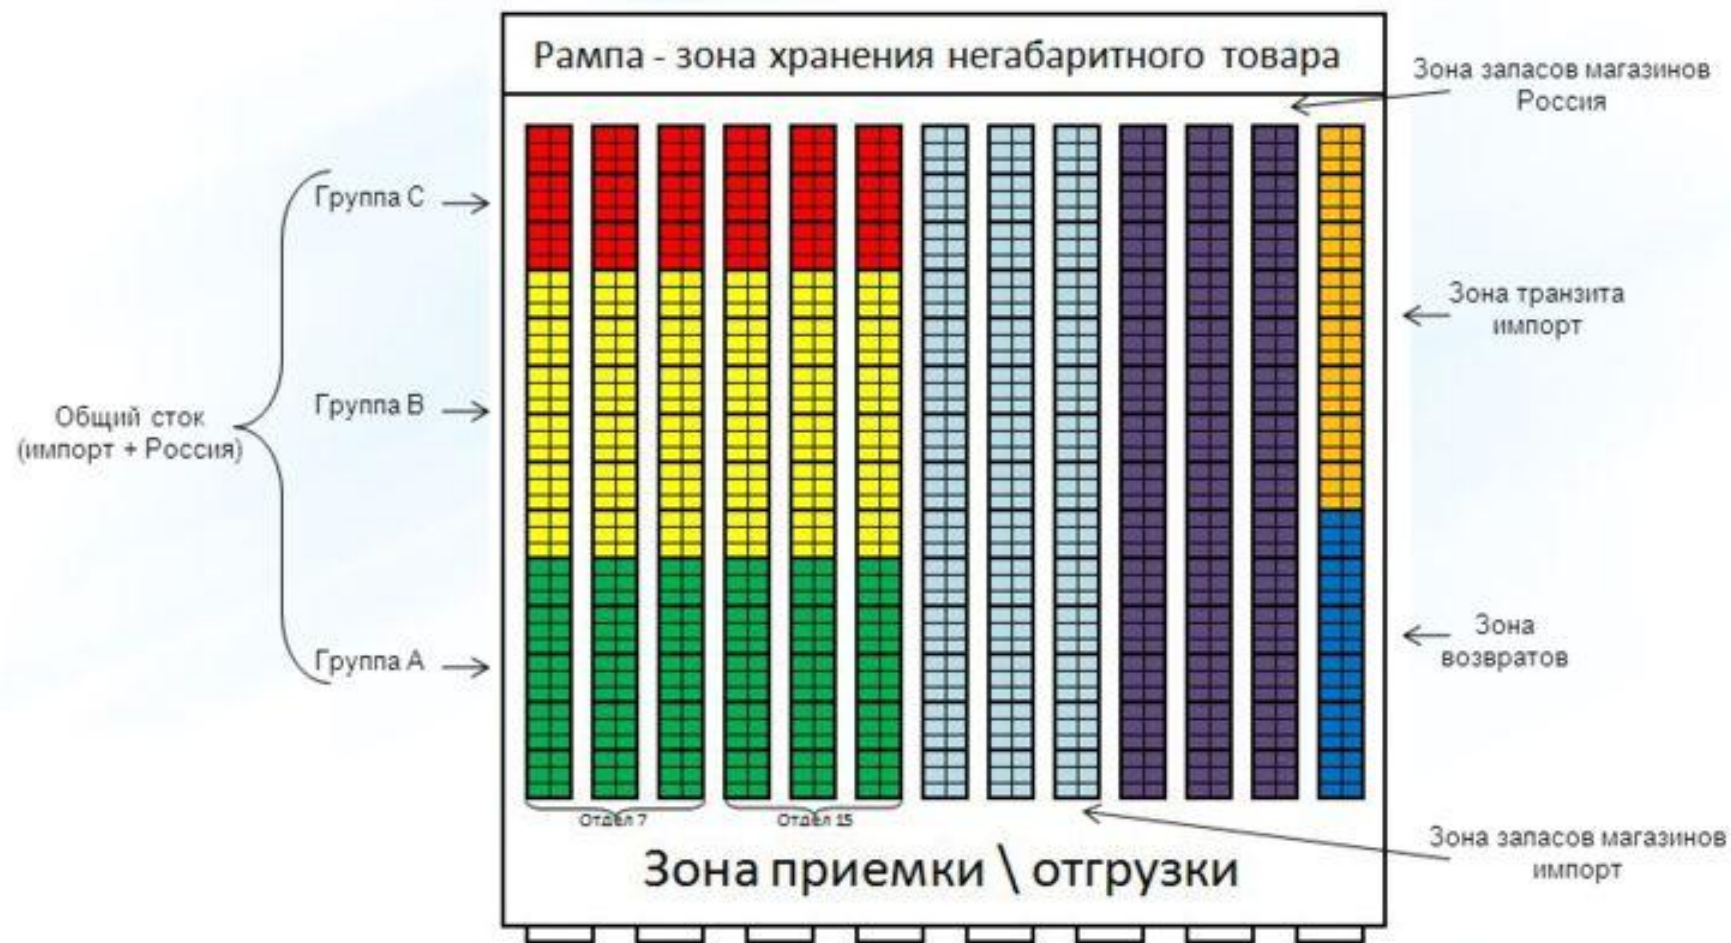 Рампа - зона хранения негабаритного товара
Зона запасов магазинов
Россия
Группа С
Зона транзита
импорт
Группа В
Общий сток
(импорт + Россия)
Зона
возвратов
Группа А
Отдел 7
Отдел 15
Зона запасов магазинов
импорт
Зона приемки \ отгрузки